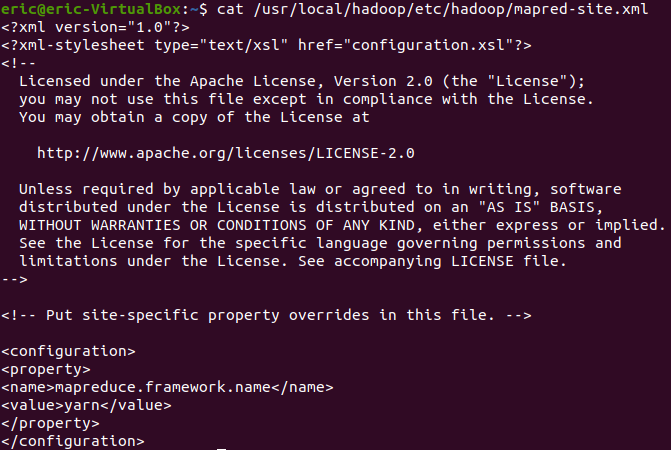 eric@eric-VirtualBox:~$ cat /usr/local/hadoop/etc/hadoop/mapred-site.xml
<?xml version="1.0"?>
<?xml-stylesheet type="text/xsl" href="configuration.xsl"?>
<!--
  Licensed under the Apache License, Version 2.0 (the "License");
  you may not use this file except in compliance with the License.
  You may obtain a copy of the License at

    http://www.apache.org/licenses/LICENSE-2.0

  Unless required by applicable law or agreed to in writing, software
  distributed under the License is distributed on an "AS IS" BASIS,
  WITHOUT WARRANTIES OR CONDITIONS OF ANY KIND, either express or implied.
  See the License for the specific language governing permissions and
  limitations under the License. See accompanying LICENSE file.
-->

<!-- Put site-specific property overrides in this file. -->

<configuration>
<property>
<name>mapreduce.framework.name</name>
<value>yarn</value>
</property>
</configuration>